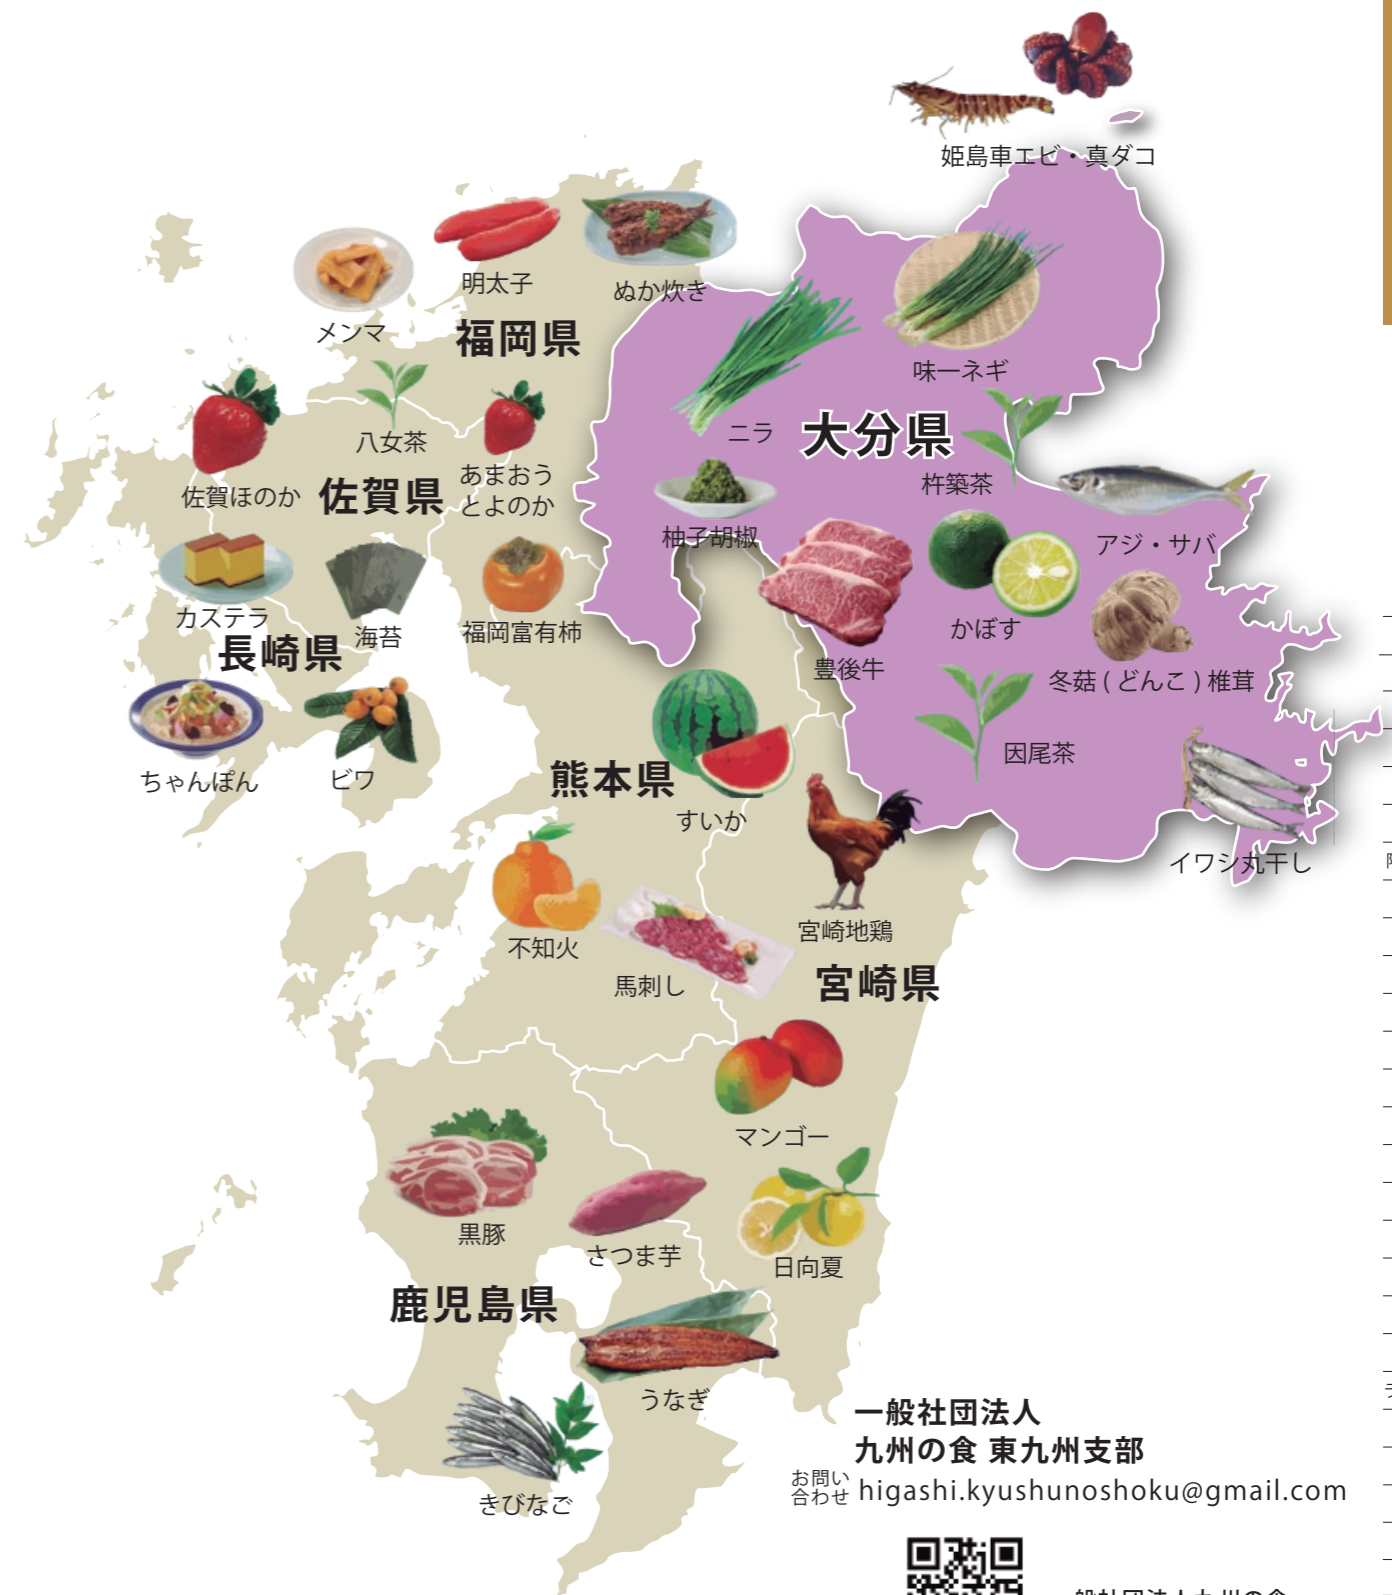 姫島車エビ・真ダコ
明太子
ぬか炊き
メンマ
福岡県
味一ネギ
ニラ
大分県
八女茶
あまおう
とよのか
佐賀ほのか
佐賀県
杵築茶
柚子胡椒
アジ・サバ
カステラ
海苔
福岡富有柿
かぼす
長崎県
豊後牛
冬菇(どんこ)椎茸
因尾茶
ちゃんぽん
ビワ
熊本県
すいか
イワシ丸干し
不知火
宮崎地鶏
馬刺し
宮崎県
マンゴー
黒豚
さつま芋
日向夏
鹿児島県
うなぎ
きびなご
一般社団法人
九州の食 東九州支部
お問い
合わせ higashi.kyushunoshoku@gmail.com